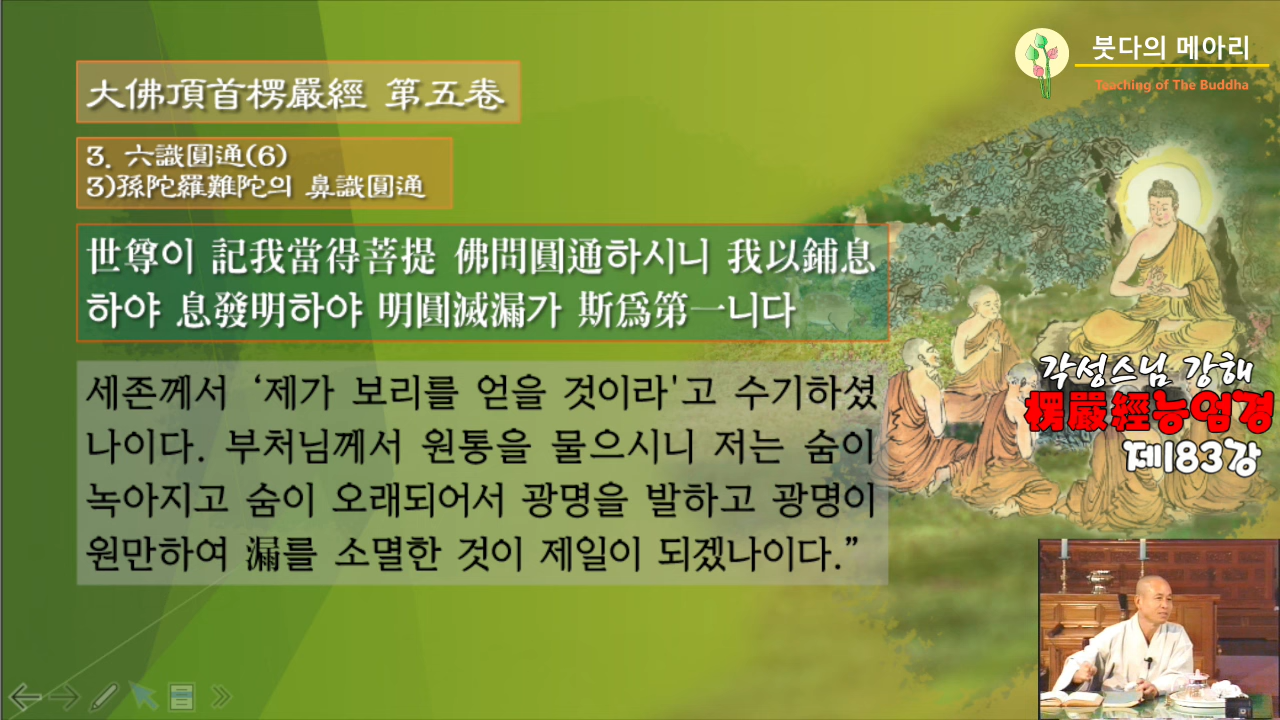 大佛頂首楞嚴經 第五卷
3. 六識圓通(6)
3)孫陀羅難陀의 鼻識圓通
世尊이 記我當得菩提 佛問圓通하시니 我以鋪息
하야 息發明하야 明圓滅漏가 斯爲第一니다
세존께서 ‘제가 보리를 얻을 것이라'고 수기하셨
나이다. 부처님께서 원통을 물으시니 저는 숨이
녹아지고 숨이 오래되어서 광명을 발하고 광명이
원만하여 漏를 소멸한 것이 제일이 되겠나이다.”
붓다의 메아리
Teaching of The Buddha
각성스님 강해
楞嚴經능엄경
제183강